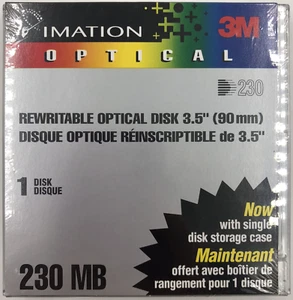 IMATION 3M
OPTICAL
230
REWRITABLE OPTICAL DISK 3.5" (90mm)
DISQUE OPTIQUE RÉINSCRIPTIBLE de 3.5"
1 DISK
DISQUE
Now
with single
disk storage case
Maintenant
offert avec boîtier de
rangement pour 1 disque
230 MB